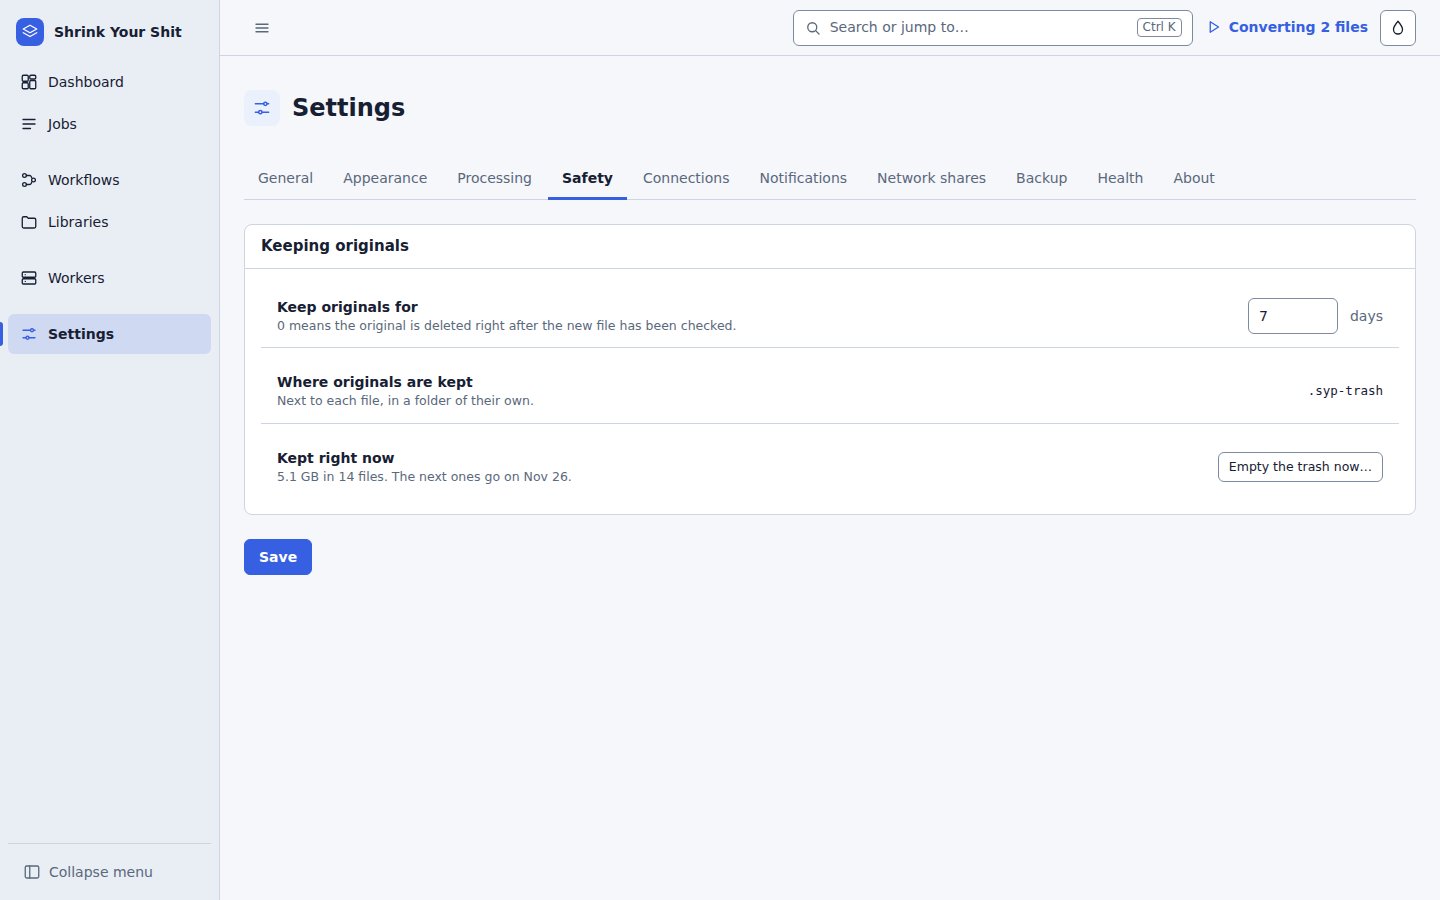 Shrink Your Shit
Search or jump to...
Ctrl K
Converting 2 files
Dashboard
Jobs
Workflows
Libraries
Workers
Settings
Collapse menu
Settings
General
Appearance
Processing
Safety
Connections
Notifications
Network shares
Backup
Health
About
Keeping originals
Keep originals for
0 means the original is deleted right after the new file has been checked.
7
days
Where originals are kept
Next to each file, in a folder of their own.
.syp-trash
Kept right now
5.1 GB in 14 files. The next ones go on Nov 26.
Empty the trash now...
Save